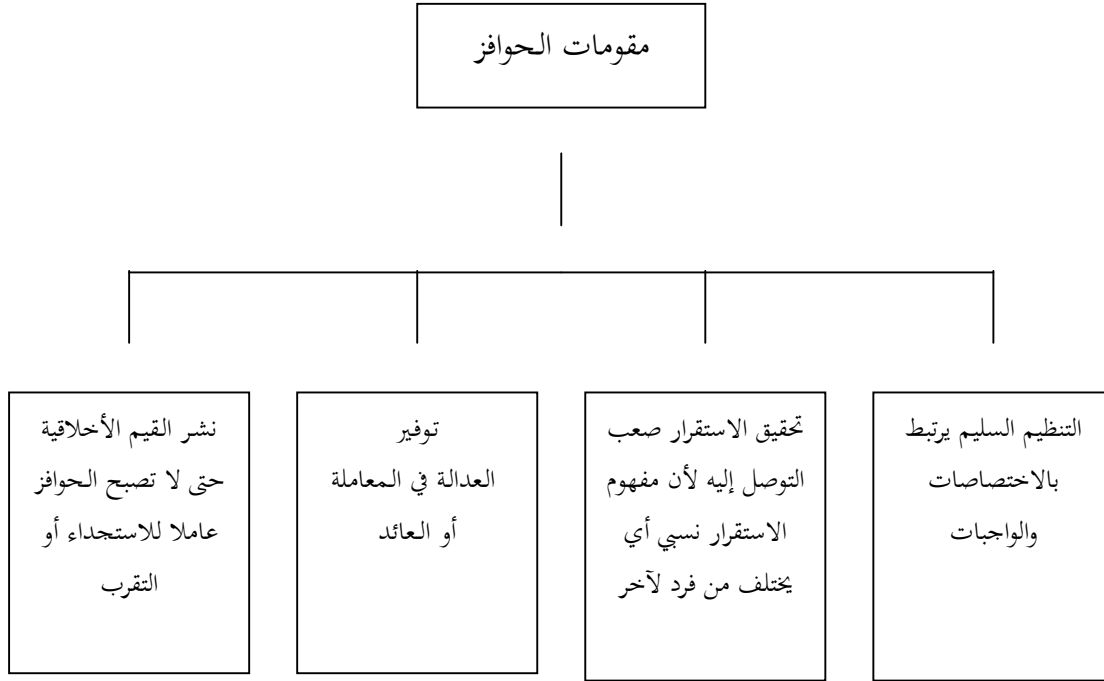 مقومات الحوافز
التنظيم السليم يرتبط
بالاختصاصات
والواجبات
تحقيق الاستقرار صعب
التوصل إليه لأن مفهوم
الاستقرار نسبي أي
يختلف من فرد لآخر
توفير
العدالة في المعاملة
أو العائد
نشر القيم الأخلاقية
حتى لا تصبح الحوافز
عاملا للاستجداء أو
التقرب